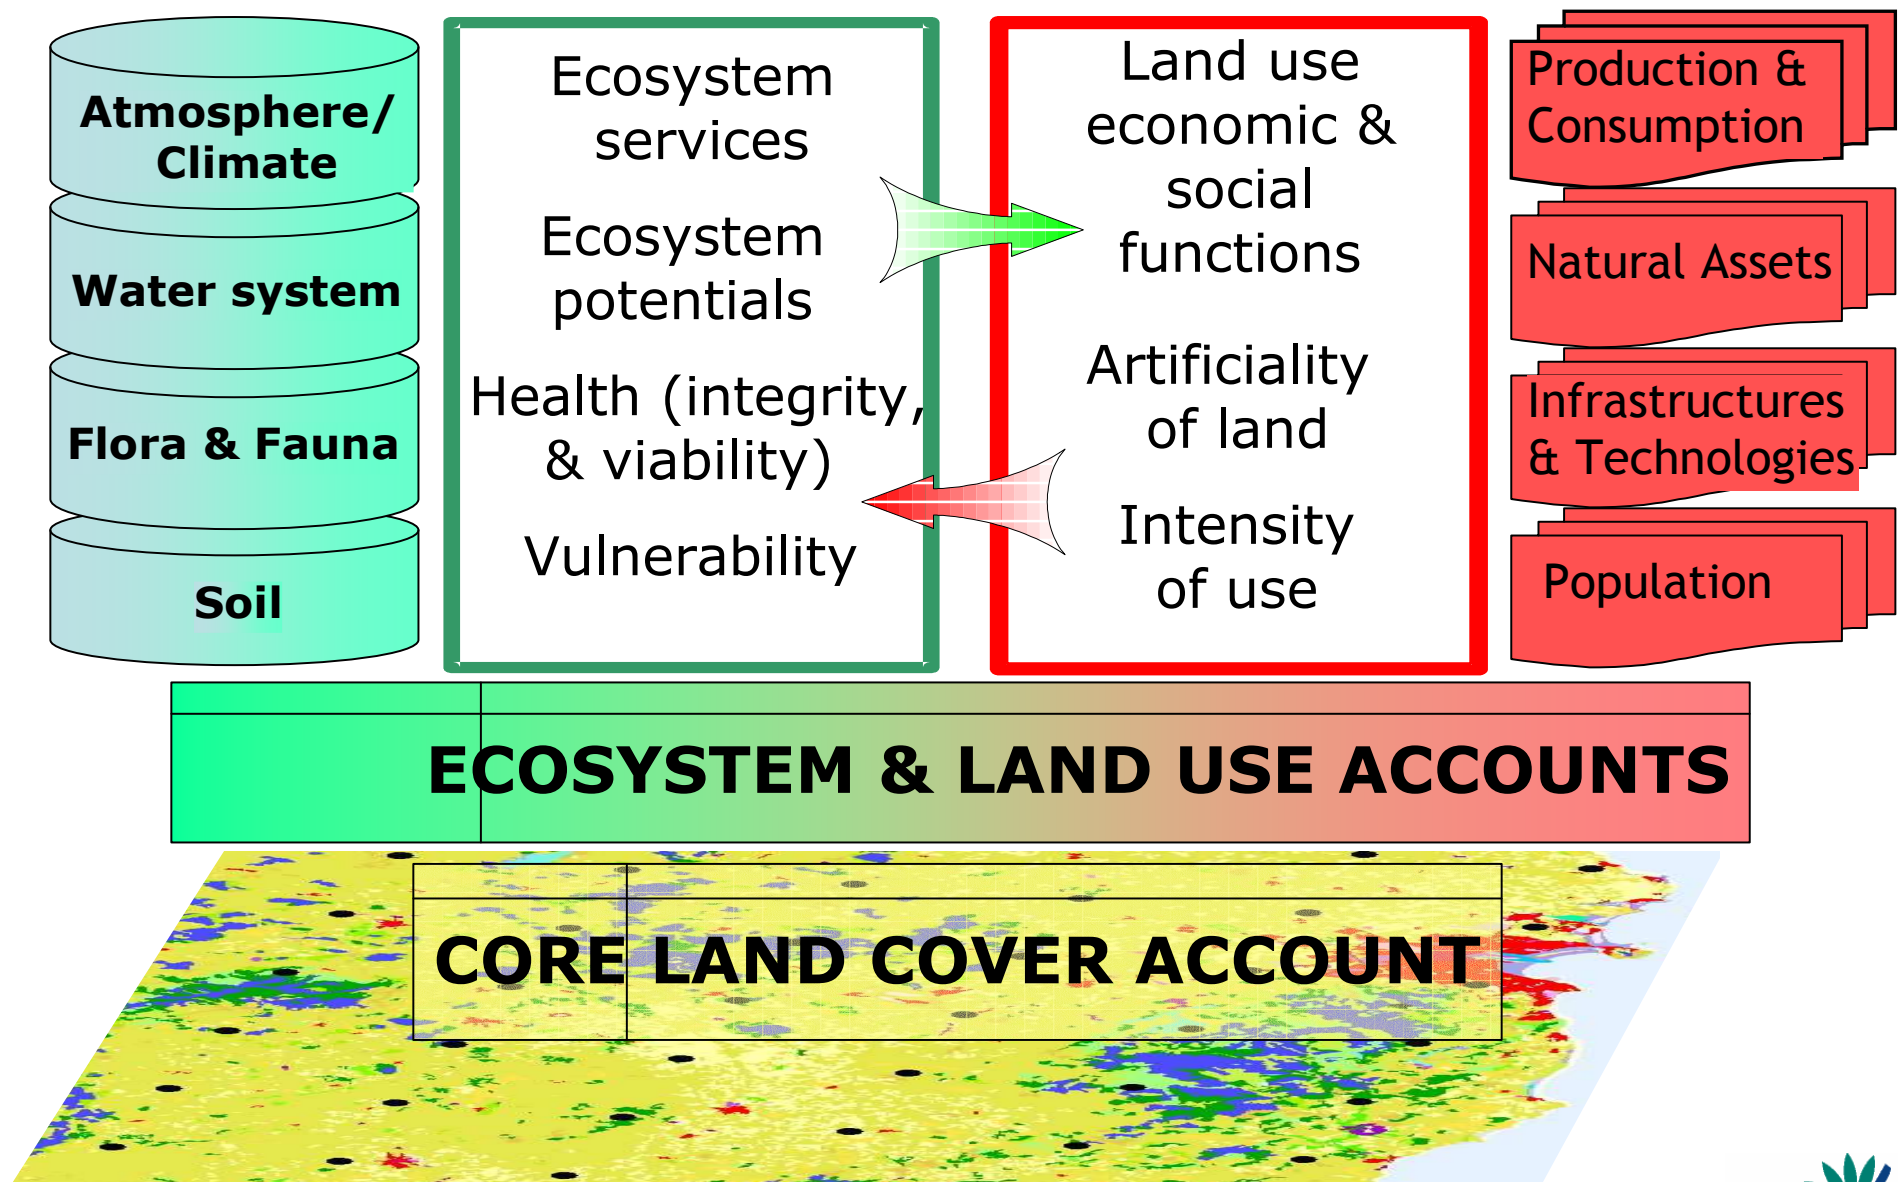 Atmosphere/
Climate
Water system
Flora & Fauna
Soil
Ecosystem
services
Ecosystem
potentials
Health (integrity,
& viability)
Vulnerability
Land use
economic &
social
functions
Artificiality
of land
Intensity
of use
Production &
Consumption
Natural Assets
Infrastructures
& Technologies
Population
ECOSYSTEM & LAND USE ACCOUNTS
CORE LAND COVER ACCOUNT